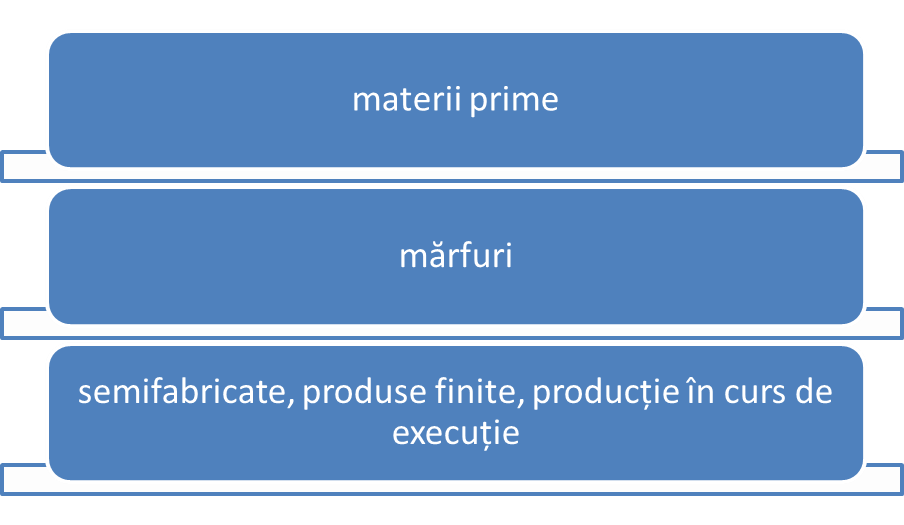 materii prime
mărfuri
semifabricate, produse finite, producție în curs de
execuție